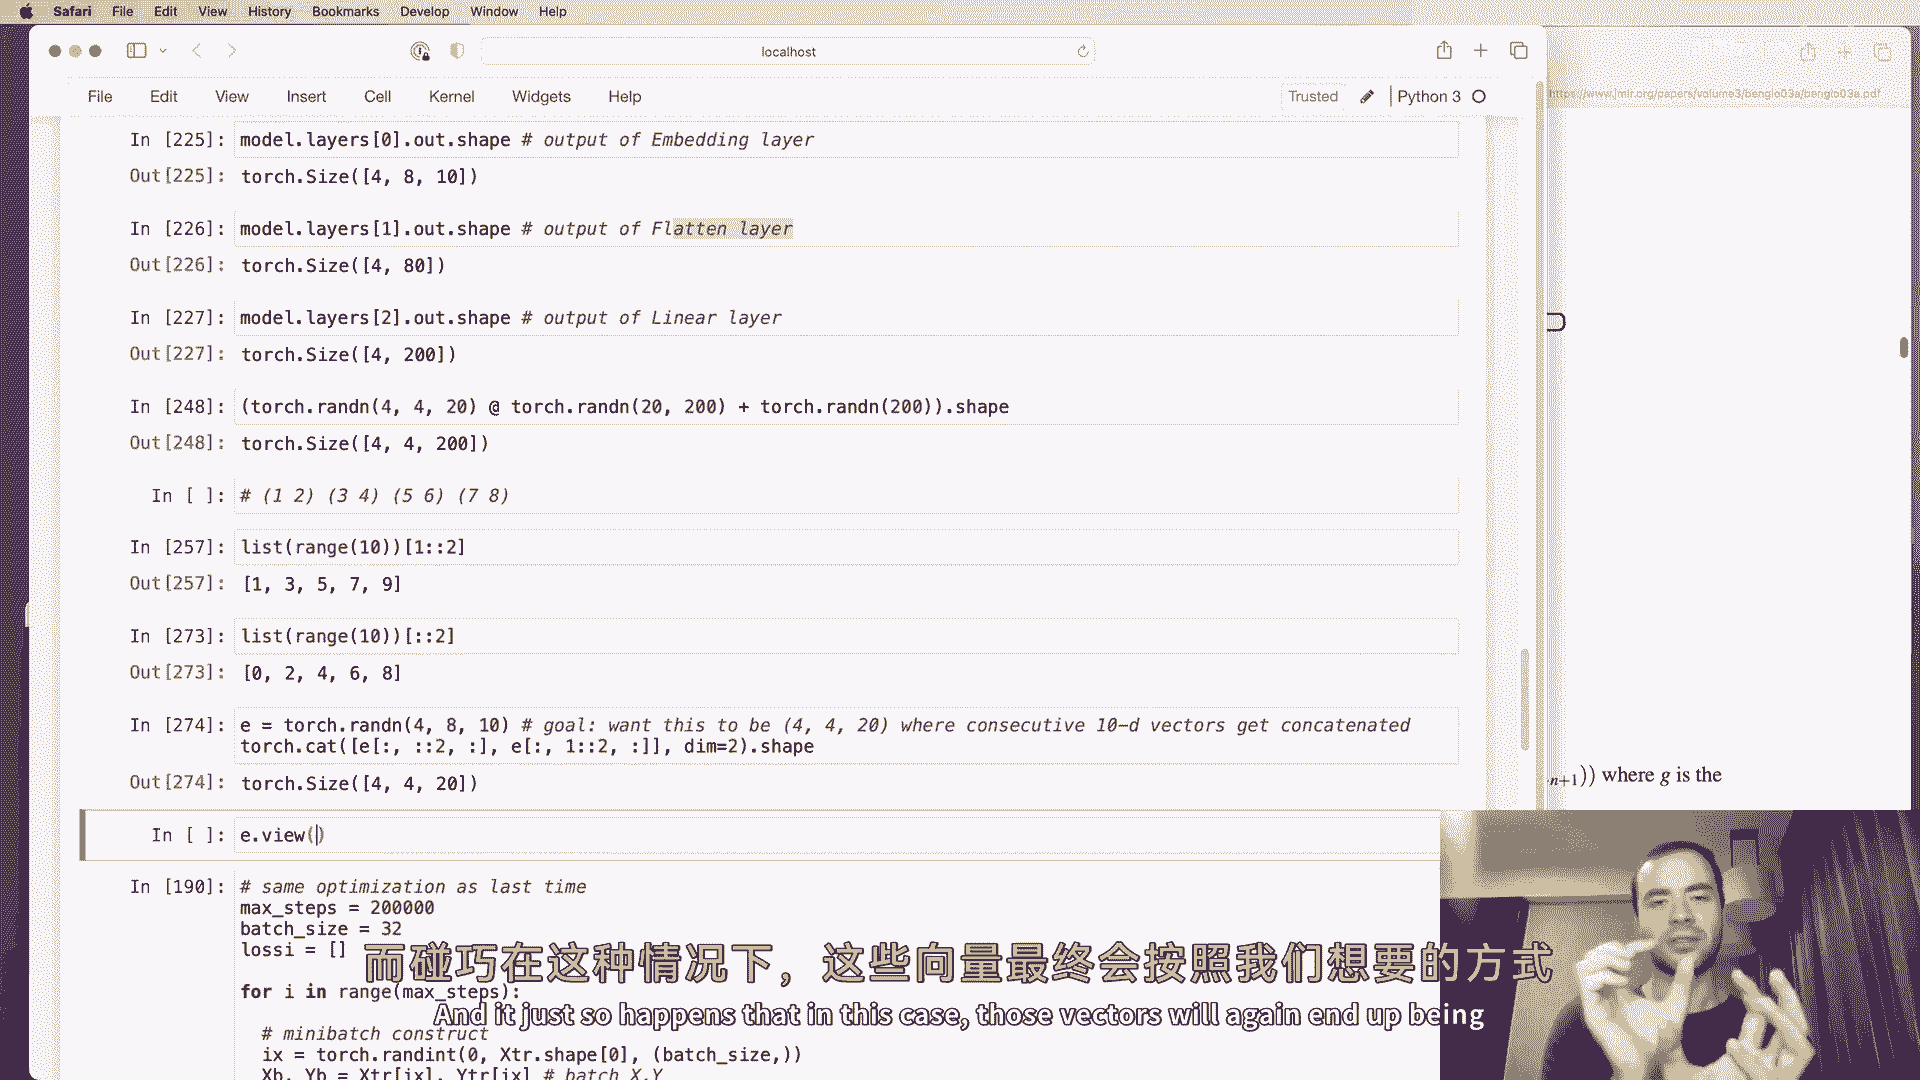 Safari File Edit View History Bookmarks Develop Window Help
localhost
File Edit View Insert Cell Kernel Widgets Help Trusted Python 3
https://www.jmlr.org/papers/volume3/bengio03a/bengio03a.pdf
In [225]: model.layers[0].out.shape # output of Embedding layer
Out[225]: torch.Size([4, 8, 10])
In [226]: model.layers[1].out.shape # output of Flatten layer
Out[226]: torch.Size([4, 80])
In [227]: model.layers[2].out.shape # output of Linear layer
Out[227]: torch.Size([4, 200])
In [248]: (torch.randn(4, 4, 20) @ torch.randn(20, 200) + torch.randn(200)).shape
Out[248]: torch.Size([4, 4, 200])
In [ ]: # (1 2) (3 4) (5 6) (7 8)
In [257]: list(range(10))[1::2]
Out[257]: [1, 3, 5, 7, 9]
In [273]: list(range(10))[::2]
Out[273]: [0, 2, 4, 6, 8]
In [274]: e = torch.randn(4, 8, 10) # goal: want this to be (4, 4, 20) where consecutive 10-d vectors get concatenated
torch.cat([e[:, ::2, :], e[:, 1::2, :]], dim=2).shape
Out[274]: torch.Size([4, 4, 20])
-n+1)) where g is the
In [ ]: e.view()
In [190]: # same optimization as last time
max_steps = 200000
batch_size = 32
lossi = []
而碰巧在这种情况下，这些向量最终会按照我们想要的方式
for i in range(max_steps):
And it just so happens that in this case, those vectors will again end up being
# minibatch construct
ix = torch.randint(0, Xtr.shape[0], (batch_size,))
Xb, Yb = Xtr[ix], Ytr[ix] # batch X,Y